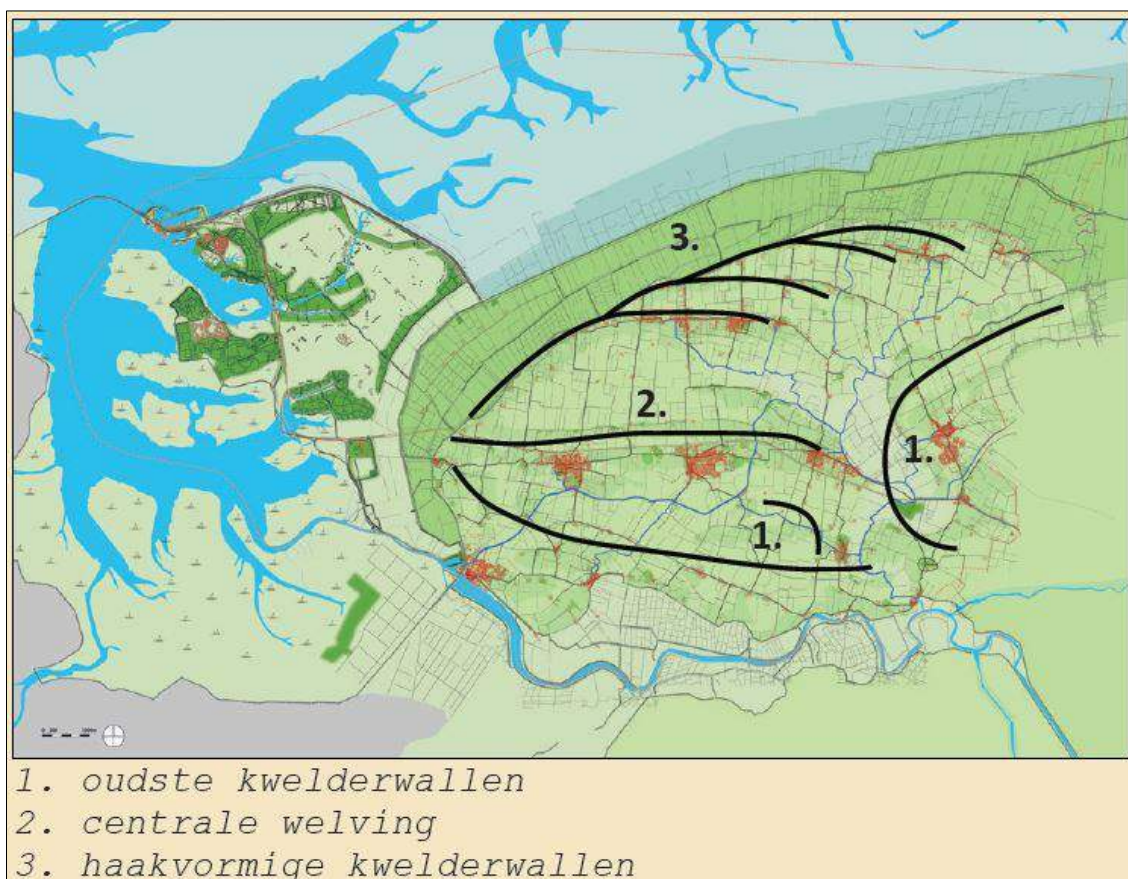 3.
2.
1.
1.
1. oudste kwelderwallen
2. centrale welving
3. haakvormige kwelderwallen